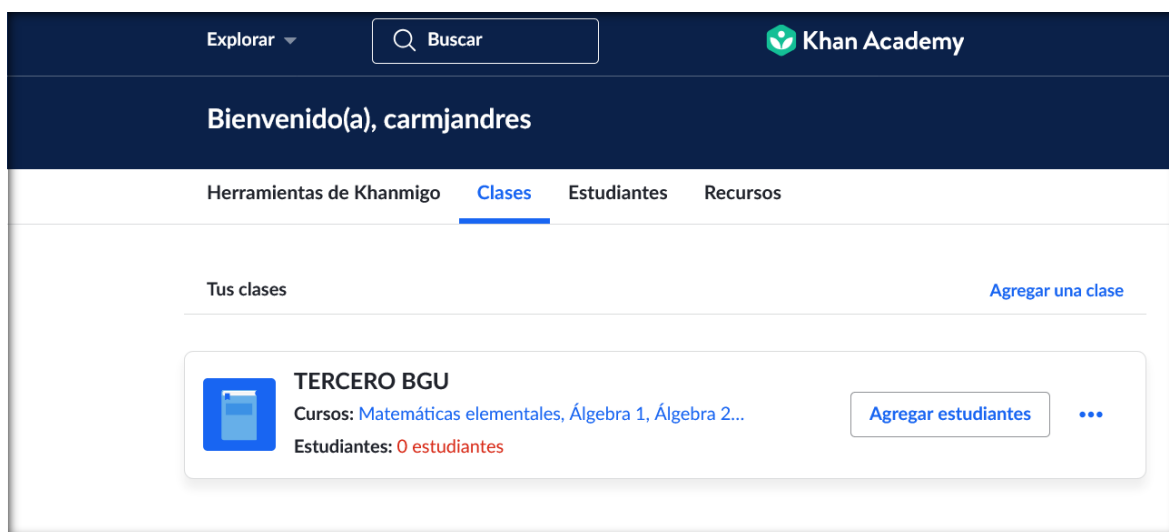 Explorar
Buscar
Khan Academy
Bienvenido(a), carmjandres
Herramientas de Khanmigo Clases Estudiantes Recursos
Tus clases
Agregar una clase
TERCERO BGU
Cursos: Matemáticas elementales, Álgebra 1, Álgebra 2...
Estudiantes: 0 estudiantes
Agregar estudiantes